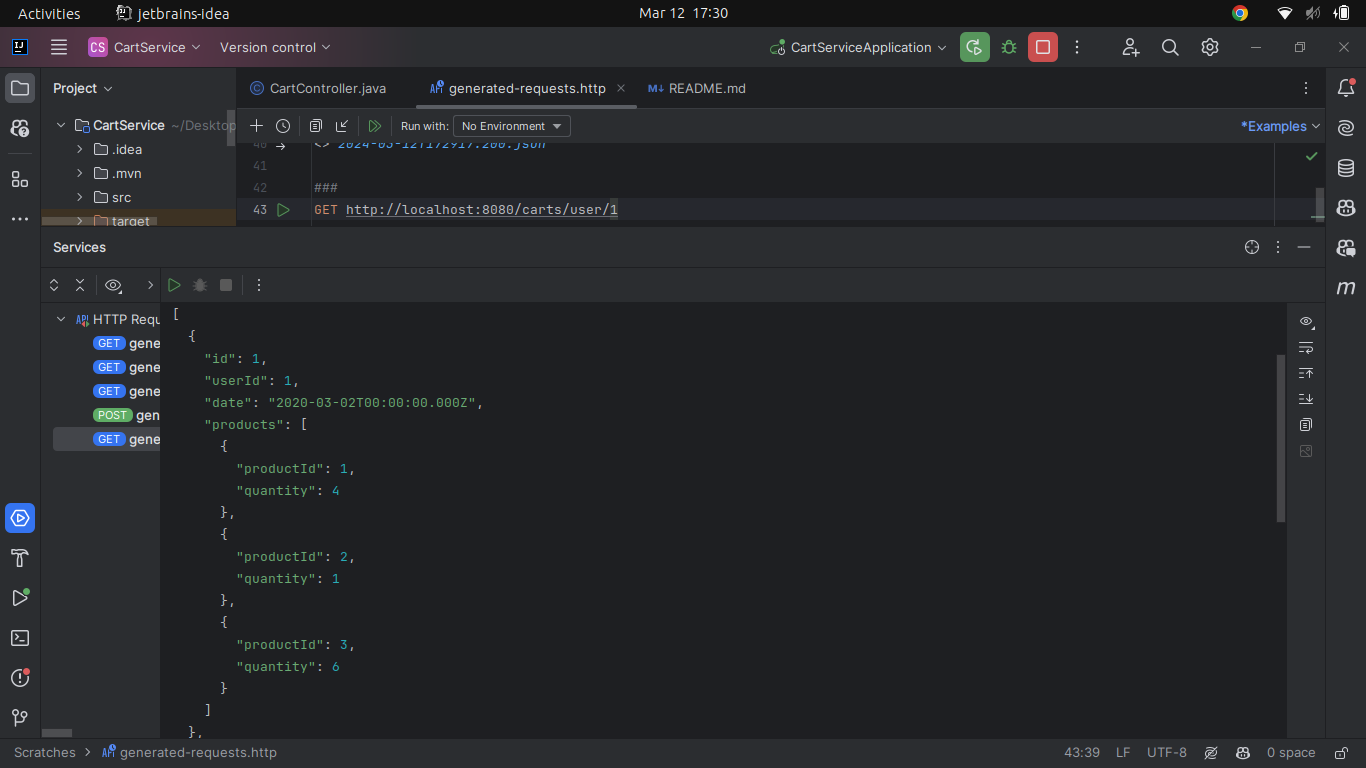 Activities jetbrains-idea Mar 12 17:30
CS CartService Version control CartServiceApplication
Project CartController.java generated-requests.http README.md
CartService ~/Desktop
Run with: No Environment *Examples
.idea
.mvn
src
target
40 <> 2024-03-12T172917.200.json
41
42 ###
43 GET http://localhost:8080/carts/user/1
Services
HTTP Requ
GET gene
GET gene
GET gene
POST gen
GET gene
[
{
"id": 1,
"userId": 1,
"date": "2020-03-02T00:00:00.000Z",
"products": [
{
"productId": 1,
"quantity": 4
},
{
"productId": 2,
"quantity": 1
},
{
"productId": 3,
"quantity": 6
}
]
},
Scratches > generated-requests.http 43:39 LF UTF-8 0 space